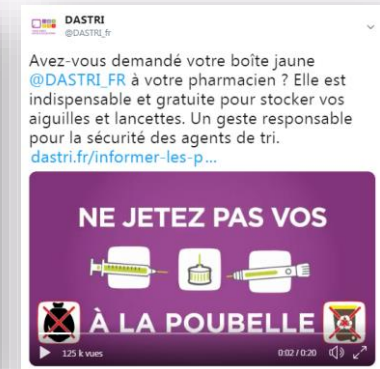 DASTRI
@DASTRI_fr
Avez-vous demandé votre boîte jaune
@DASTRI_FR à votre pharmacien ? Elle est
indispensable et gratuite pour stocker vos
aiguilles et lancettes. Un geste responsable
pour la sécurité des agents de tri.
dastri.fr/informer-les-p...
NE JETEZ PAS VOS
À LA POUBELLE
125 k vues
0:02 / 0:20